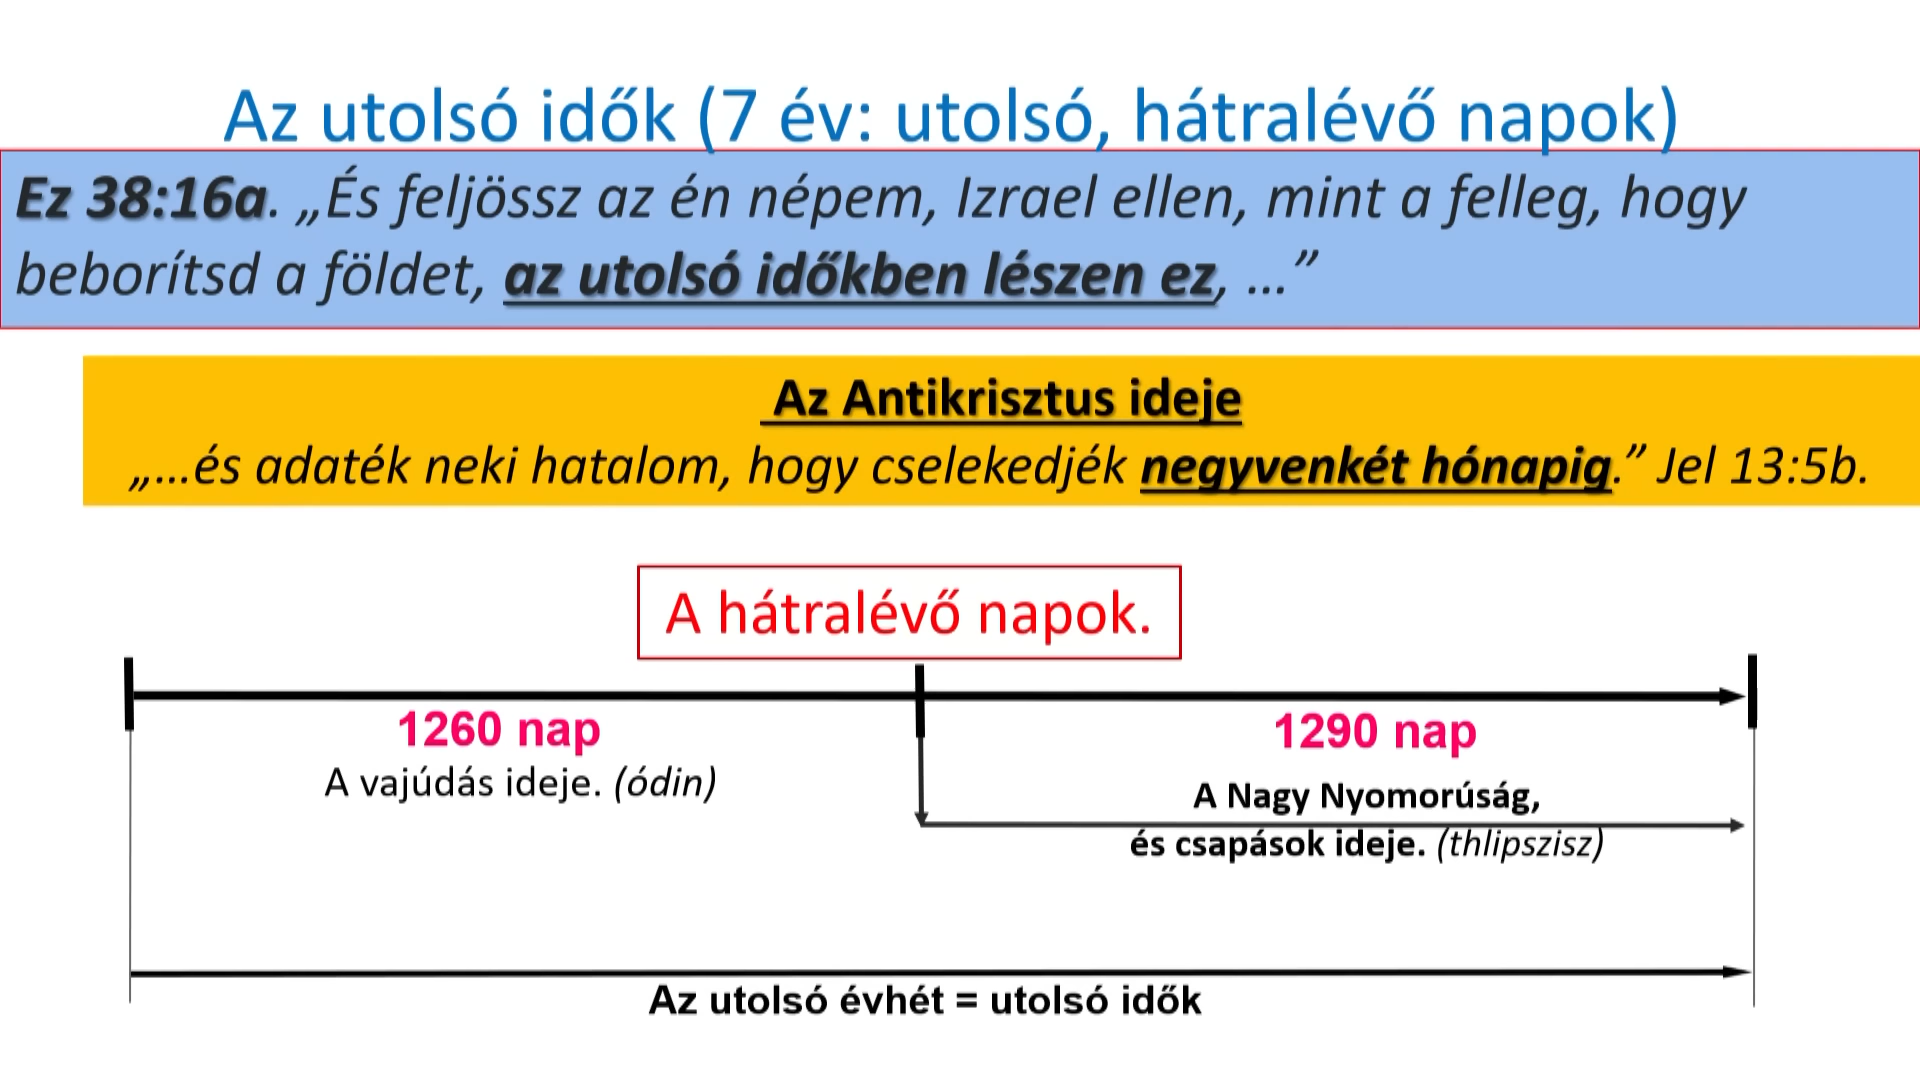 Az utolsó idők (7 év: utolsó, hátralévő napok)
Ez 38:16a. „És feljössz az én népem, Izrael ellen, mint a felleg, hogy
beborítsd a földet, az utolsó időkben lészen ez, …”
Az Antikrisztus ideje
„…és adaték neki hatalom, hogy cselekedjék negyvenkét hónapig.” Jel 13:5b.
A hátralévő napok.
1260 nap
A vajúdás ideje. (ódin)
1290 nap
A Nagy Nyomorúság,
és csapások ideje. (thlipszisz)
Az utolsó évhét = utolsó idők